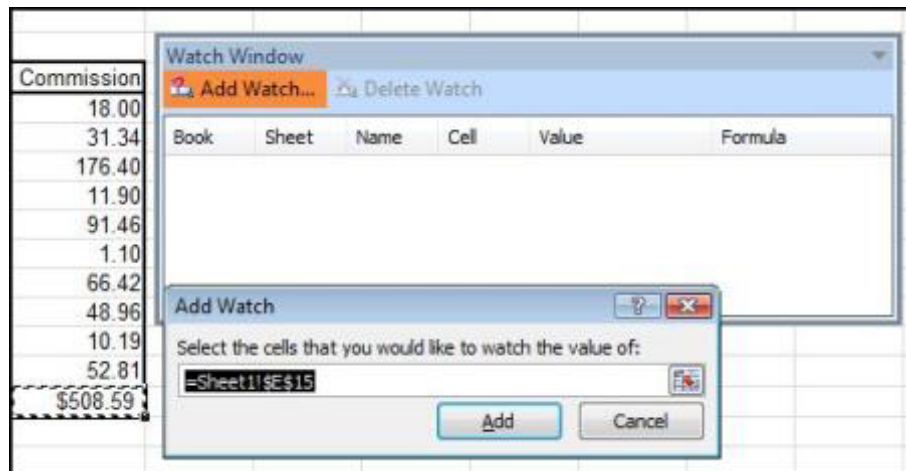 Commission
18.00
31.34
176.40
11.90
91.46
1.10
66.42
48.96
10.19
52.81
$508.59
Watch Window
Add Watch... Delete Watch
Book Sheet Name Cell Value Formula
Add Watch
Select the cells that you would like to watch the value of:
=Sheet1!$E$15
Add Cancel